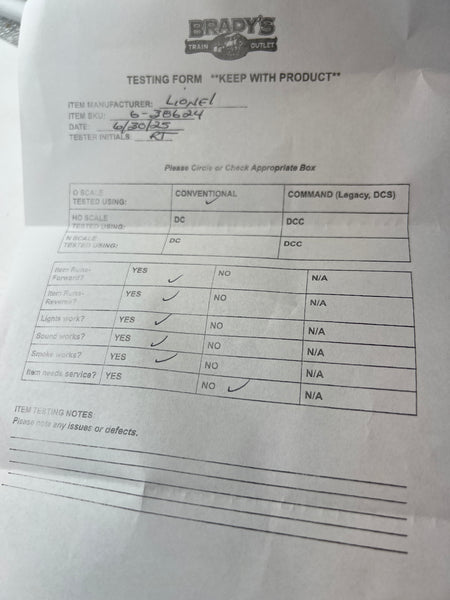 BRADY'S
TRAIN OUTLET
TESTING FORM **KEEP WITH PRODUCT**
ITEM MANUFACTURER: LIONEL
ITEM SKU: 6-38624
DATE: 6/30/25
TESTER INITIALS: RT
Please Circle or Check Appropriate Box
O SCALE TESTED USING: CONVENTIONAL ✓ COMMAND (Legacy, DCS)
HO SCALE TESTED USING: DC DCC
N SCALE TESTED USING: DC DCC
Item Runs-Forward? YES ✓ NO N/A
Item Runs-Reverse? YES ✓ NO N/A
Lights work? YES ✓ NO N/A
Sound works? YES ✓ NO N/A
Smoke works? YES ✓ NO N/A
Item needs service? YES NO ✓ N/A
ITEM TESTING NOTES:
Please note any issues or defects.